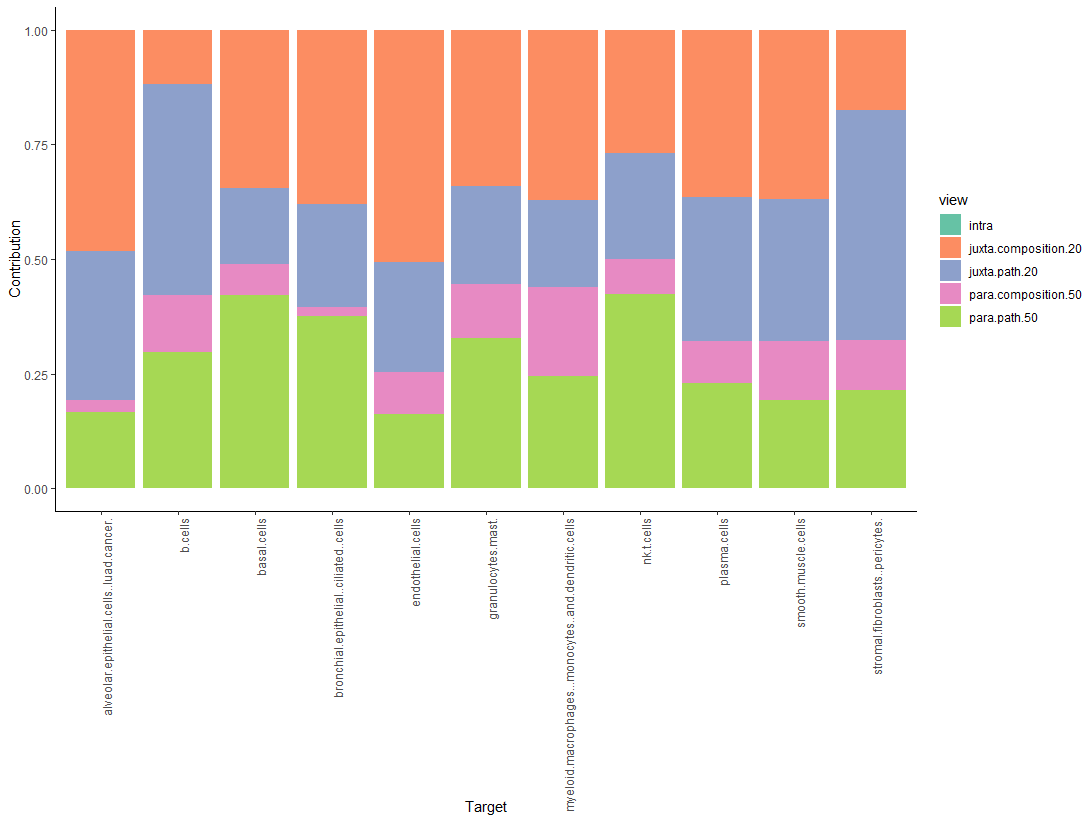 1.00
0.75
0.50
0.25
0.00
Contribution
alveolar.epithelial.cells..luad.cancer.
b.cells
basal.cells
bronchial.epithelial..ciliated..cells
endothelial.cells
granulocytes.mast.
myeloid.macrophages...monocytes..and.dendritic.cells
nk.t.cells
plasma.cells
smooth.muscle.cells
stromal.fibroblasts..pericytes.
Target
view
intra
juxta.composition.20
juxta.path.20
para.composition.50
para.path.50